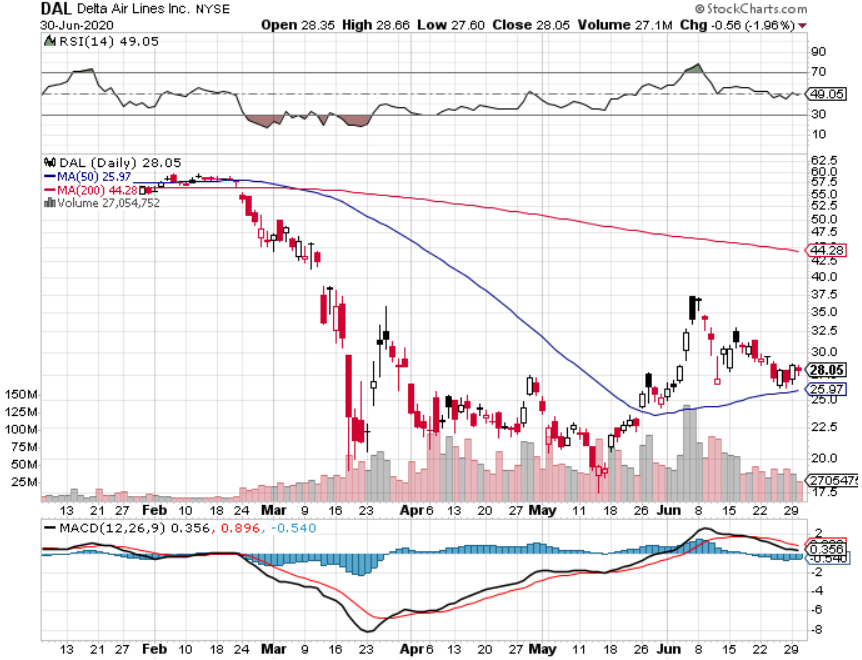 DAL Delta Air Lines Inc. NYSE © StockCharts.com
30-Jun-2020 Open 28.35 High 28.66 Low 27.60 Close 28.05 Volume 27.1M Chg -0.56 (-1.96%)
RSI(14) 49.05
90
70
49.05
30
10
DAL (Daily) 28.05
MA(50) 25.97
MA(200) 44.28
Volume 27,054,752
62.5
60.0
57.5
55.0
52.5
50.0
47.5
44.28
42.5
40.0
37.5
35.0
32.5
30.0
28.05
25.97
25.0
22.5
20.0
2705475
17.5
150M
125M
100M
75M
50M
25M
13 21 27 Feb 10 18 24 Mar 9 16 23 Apr 6 13 20 27 May 11 18 26 Jun 8 15 22 29
MACD(12,26,9) 0.356, 0.896, -0.540
2
0.356
-0.540
-2
-4
-6
-8
13 21 27 Feb 10 18 24 Mar 9 16 23 Apr 6 13 20 27 May 11 18 26 Jun 8 15 22 29